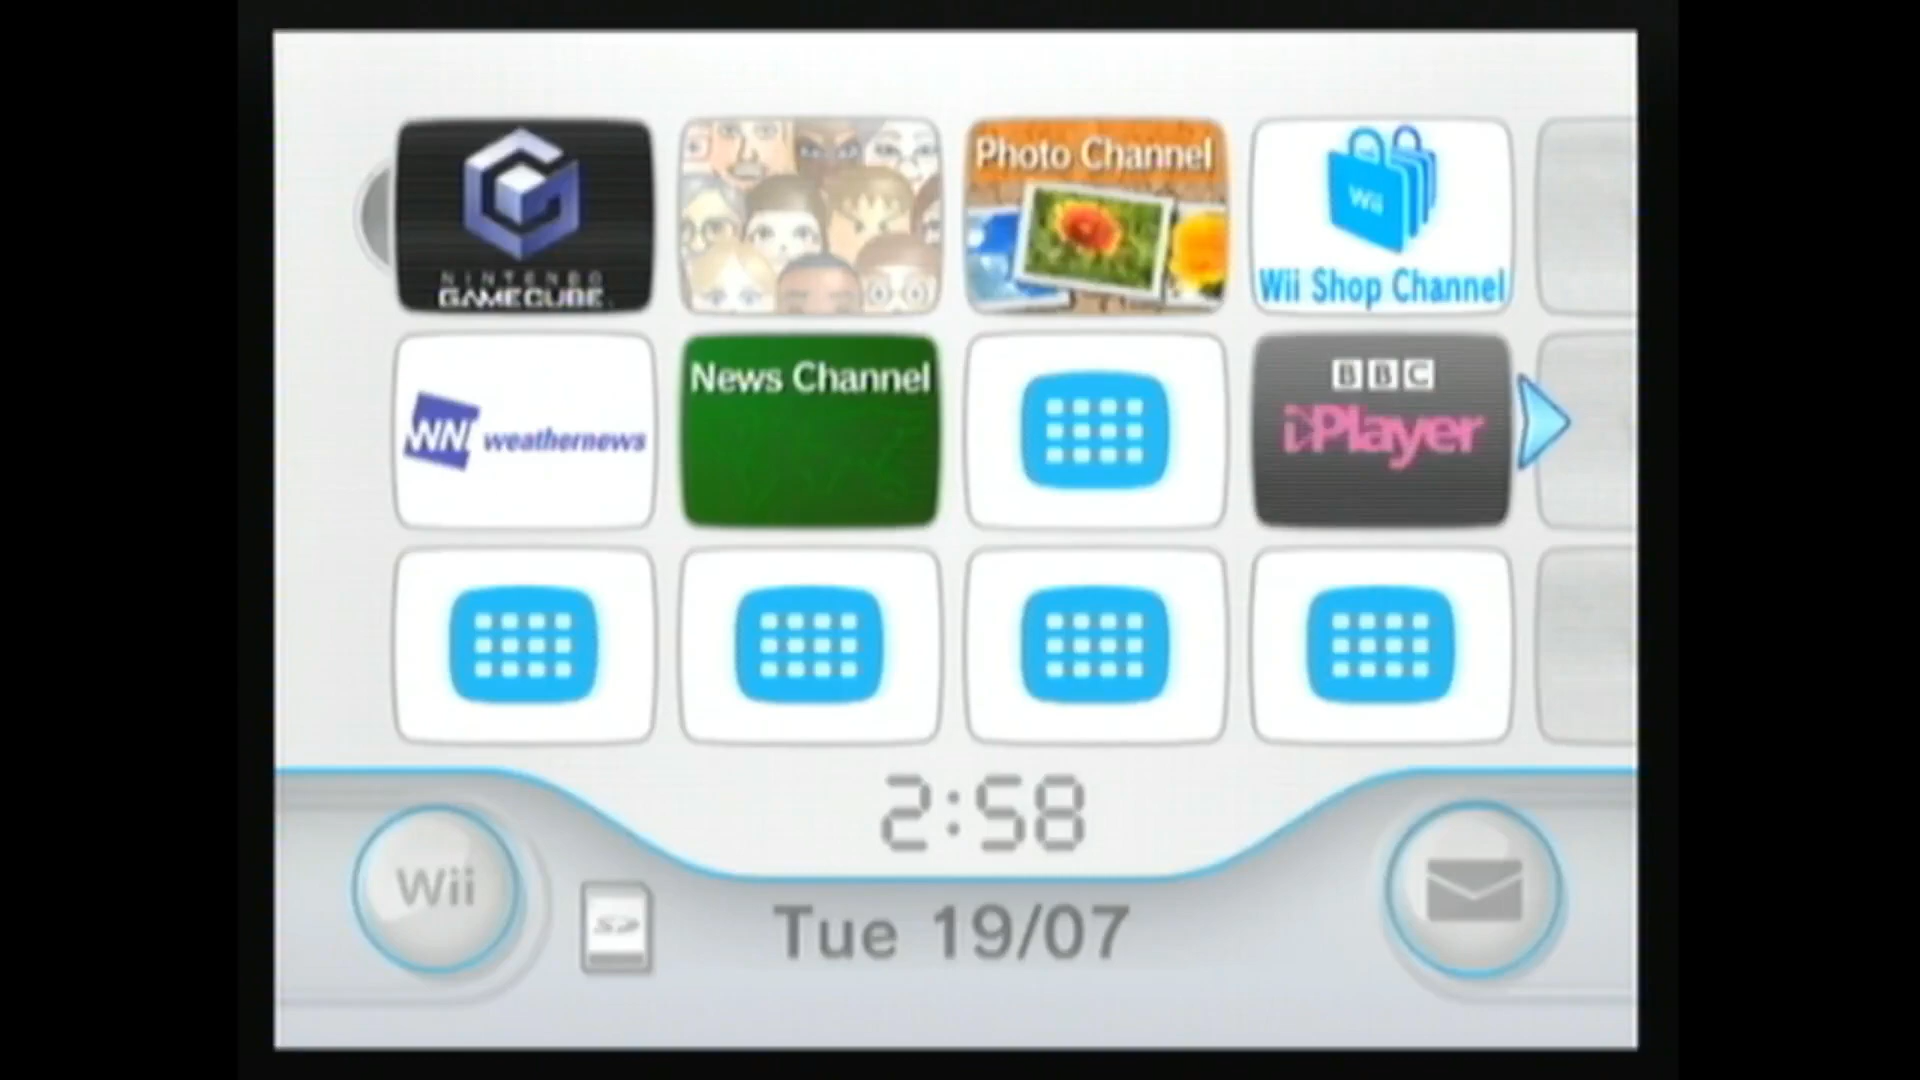 NINTENDO
GAMECUBE
Photo Channel
Wii
Wii Shop Channel
WN weathernews
News Channel
BBC
iPlayer
2:58
Wii
SD
Tue 19/07